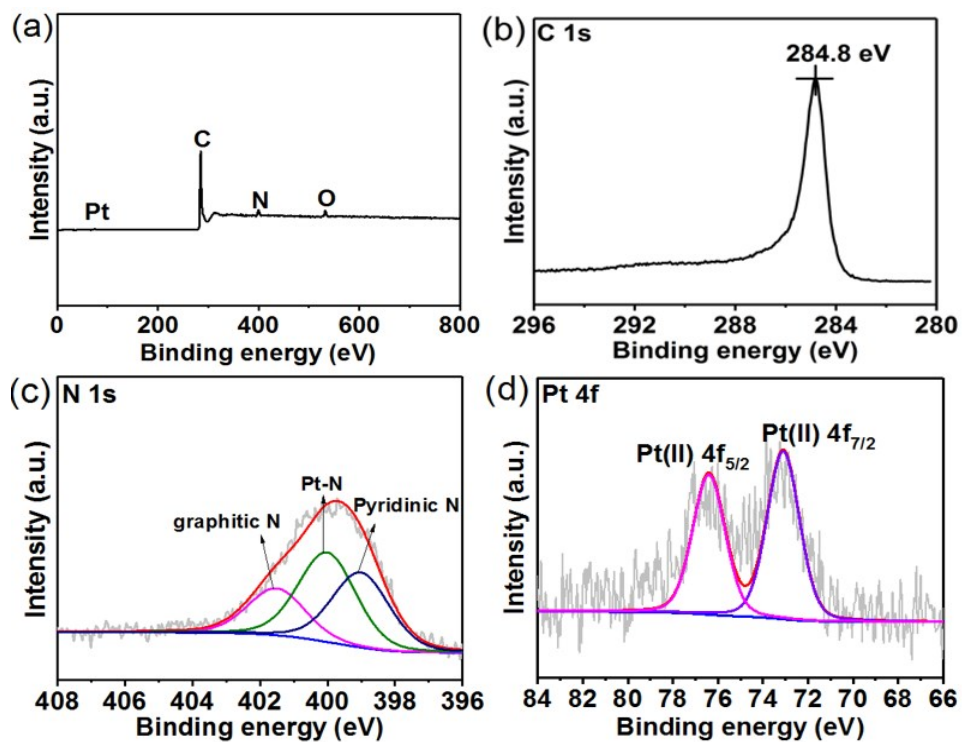 (a)
C
Pt
N
O
Intensity (a.u.)
0 200 400 600 800
Binding energy (eV)
(b)
C 1s
284.8 eV
Intensity (a.u.)
296 292 288 284 280
Binding energy (eV)
(c)
N 1s
Pt-N
graphitic N
Pyridinic N
Intensity (a.u.)
408 406 404 402 400 398 396
Binding energy (eV)
(d)
Pt 4f
Pt(II) 4f5/2
Pt(II) 4f7/2
Intensity (a.u.)
84 82 80 78 76 74 72 70 68 66
Binding energy (eV)